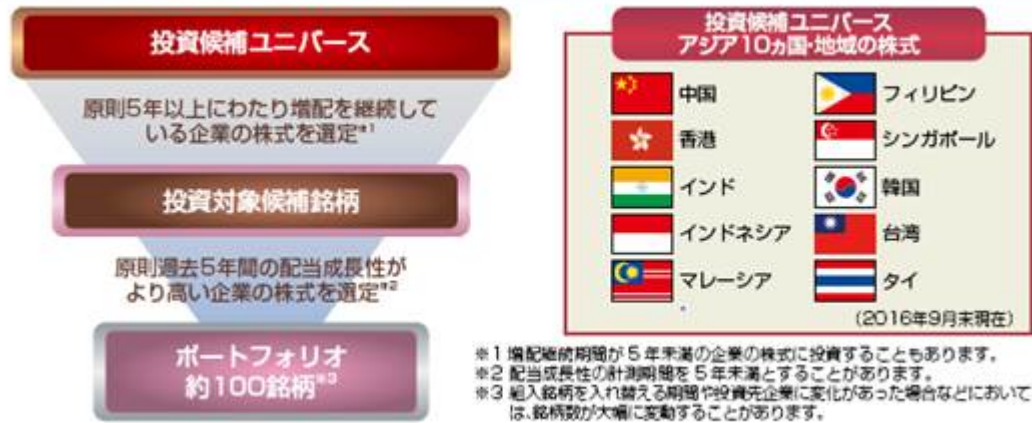 投資候補ユニバース
原則5年以上にわたり増配を継続して
いる企業の株式を選定※1
投資対象候補銘柄
原則過去5年間の配当成長性が
より高い企業の株式を選定※2
ポートフォリオ
約100銘柄※3
投資候補ユニバース
アジア10ヵ国・地域の株式
中国
フィリピン
香港
シンガポール
インド
韓国
インドネシア
台湾
マレーシア
タイ
(2016年9月末現在)
※1 増配継続期間が5年未満の企業の株式に投資することもあります。
※2 配当成長性の計測期間を5年未満とすることがあります。
※3 組入銘柄を入れ替える期間や投資先企業に変化があった場合などにおいて
は、銘柄数が大幅に変動することがあります。